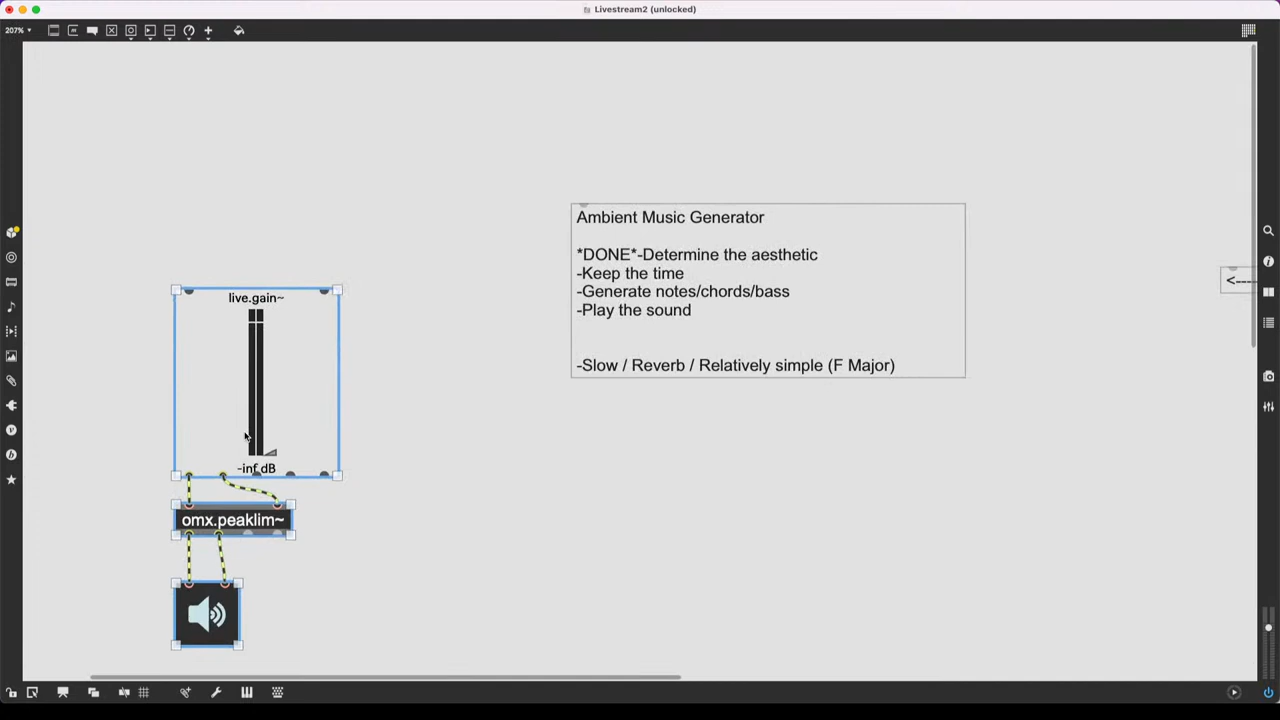 Livestream2 (unlocked)
207%
Ambient Music Generator
*DONE*-Determine the aesthetic
-Keep the time
-Generate notes/chords/bass
-Play the sound
-Slow / Reverb / Relatively simple (F Major)
<----
live.gain~
-inf dB
omx.peaklim~